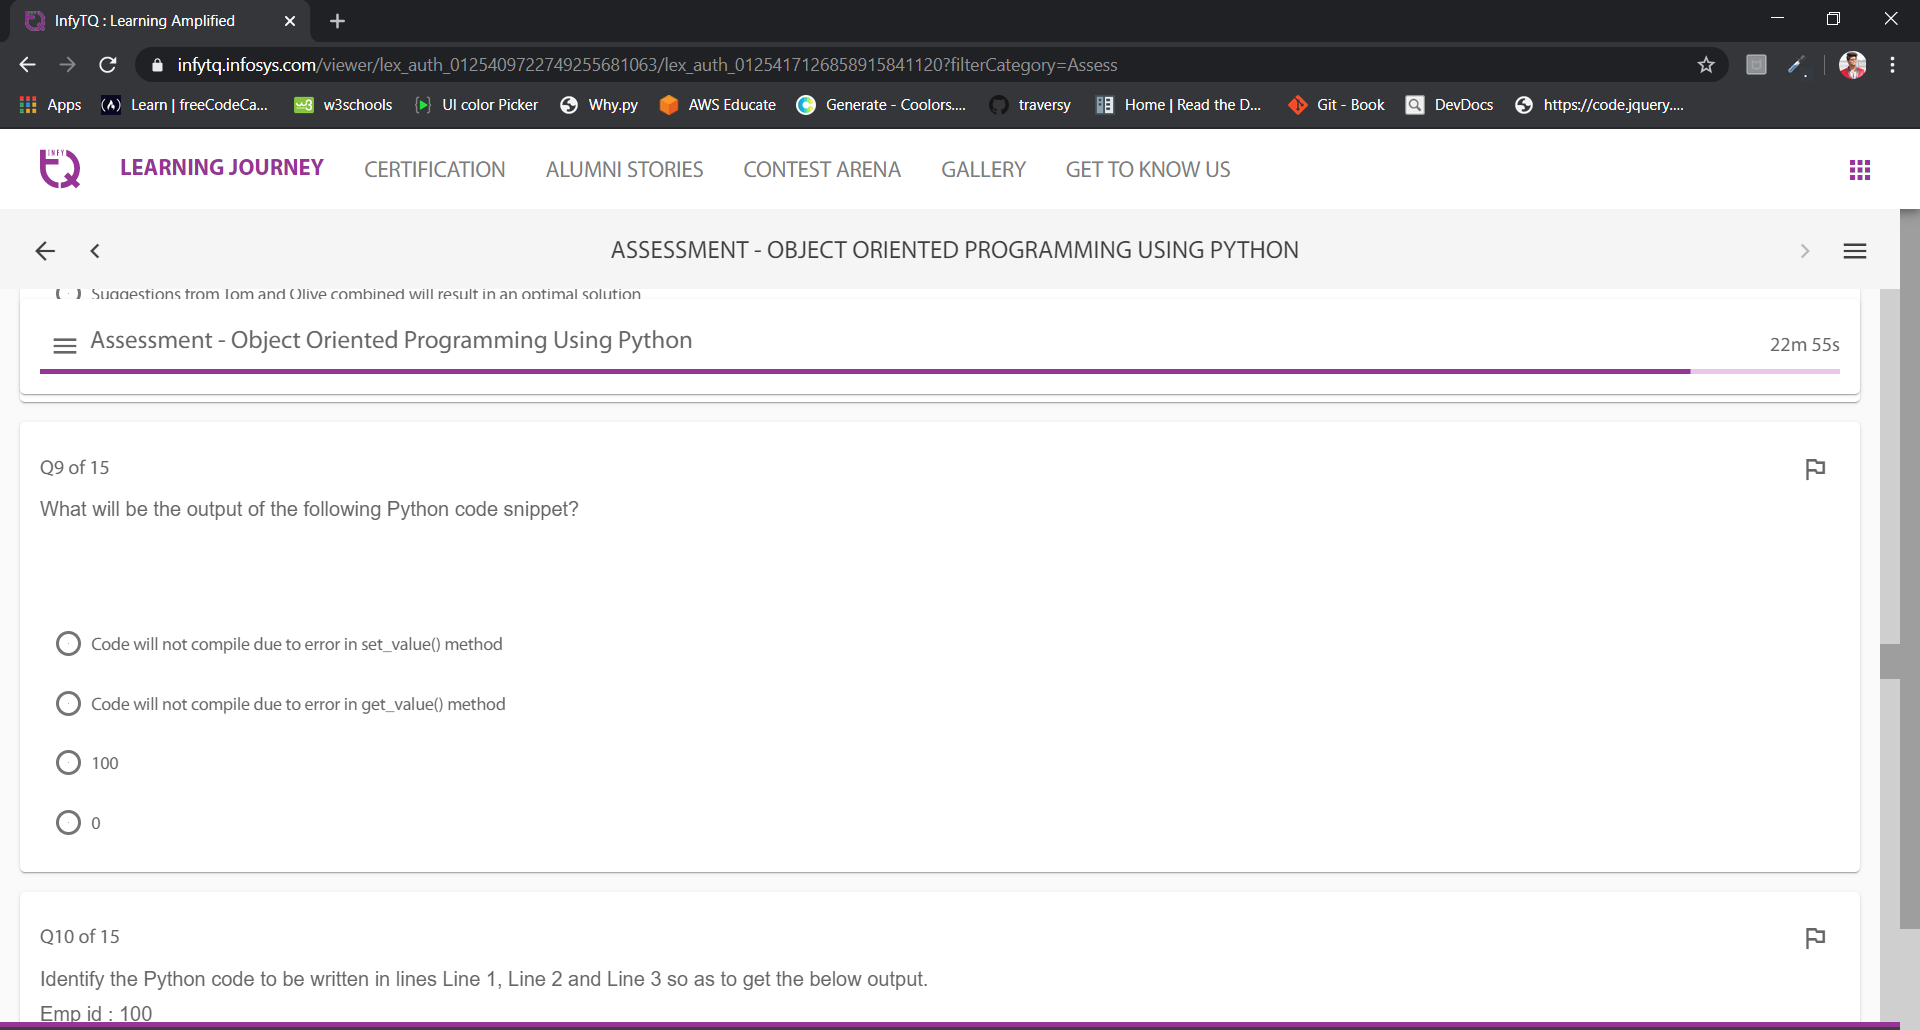 InfyTQ : Learning Amplified
infytq.infosys.com/viewer/lex_auth_0125409722749255681063/lex_auth_0125417126858915841120?filterCategory=Assess
Apps Learn | freeCodeCa... w3schools UI color Picker Why.py AWS Educate Generate - Coolors.... traversy Home | Read the D... Git - Book DevDocs https://code.jquery....
INFY TQ LEARNING JOURNEY CERTIFICATION ALUMNI STORIES CONTEST ARENA GALLERY GET TO KNOW US
ASSESSMENT - OBJECT ORIENTED PROGRAMMING USING PYTHON
Suggestions from Tom and Olive combined will result in an optimal solution
Assessment - Object Oriented Programming Using Python
22m 55s
Q9 of 15
What will be the output of the following Python code snippet?
Code will not compile due to error in set_value() method
Code will not compile due to error in get_value() method
100
0
Q10 of 15
Identify the Python code to be written in lines Line 1, Line 2 and Line 3 so as to get the below output.
Emp id : 100